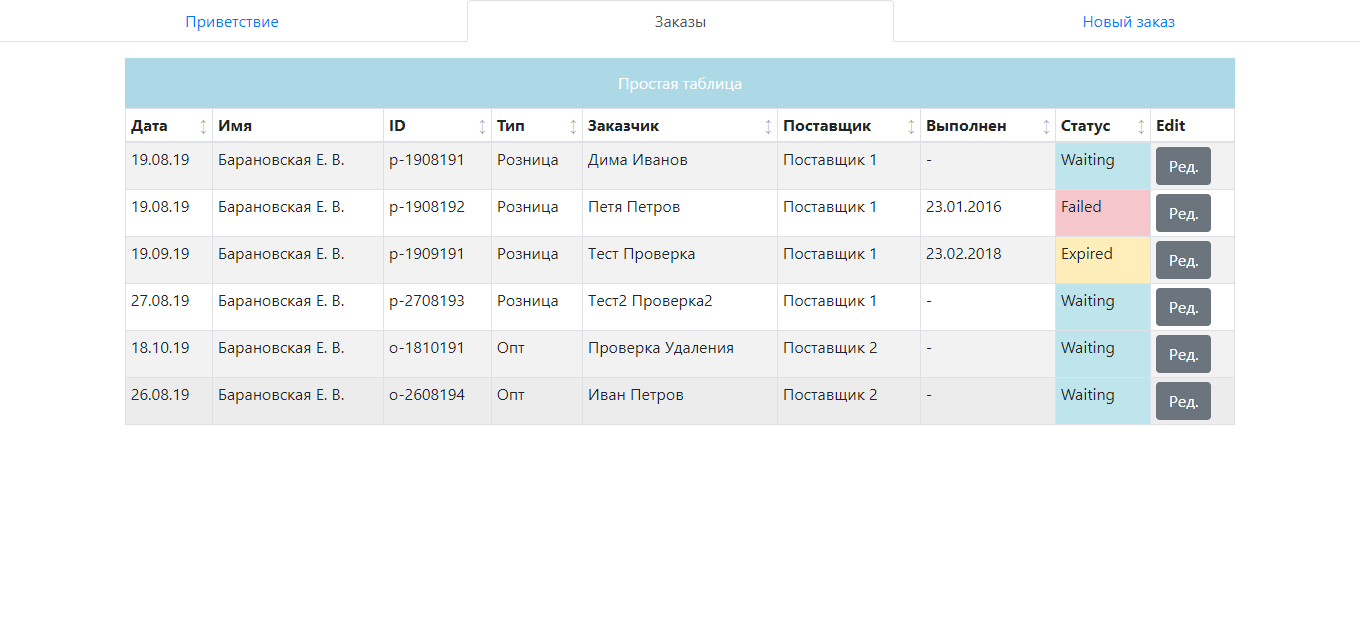 Приветствие Заказы Новый заказ
Простая таблица
Дата Имя ID Тип Заказчик Поставщик Выполнен Статус Edit
19.08.19 Барановская Е. В. р-1908191 Розница Дима Иванов Поставщик 1 - Waiting Ред.
19.08.19 Барановская Е. В. р-1908192 Розница Петя Петров Поставщик 1 23.01.2016 Failed Ред.
19.09.19 Барановская Е. В. р-1909191 Розница Тест Проверка Поставщик 1 23.02.2018 Expired Ред.
27.08.19 Барановская Е. В. р-2708193 Розница Тест2 Проверка2 Поставщик 1 - Waiting Ред.
18.10.19 Барановская Е. В. о-1810191 Опт Проверка Удаления Поставщик 2 - Waiting Ред.
26.08.19 Барановская Е. В. о-2608194 Опт Иван Петров Поставщик 2 - Waiting Ред.